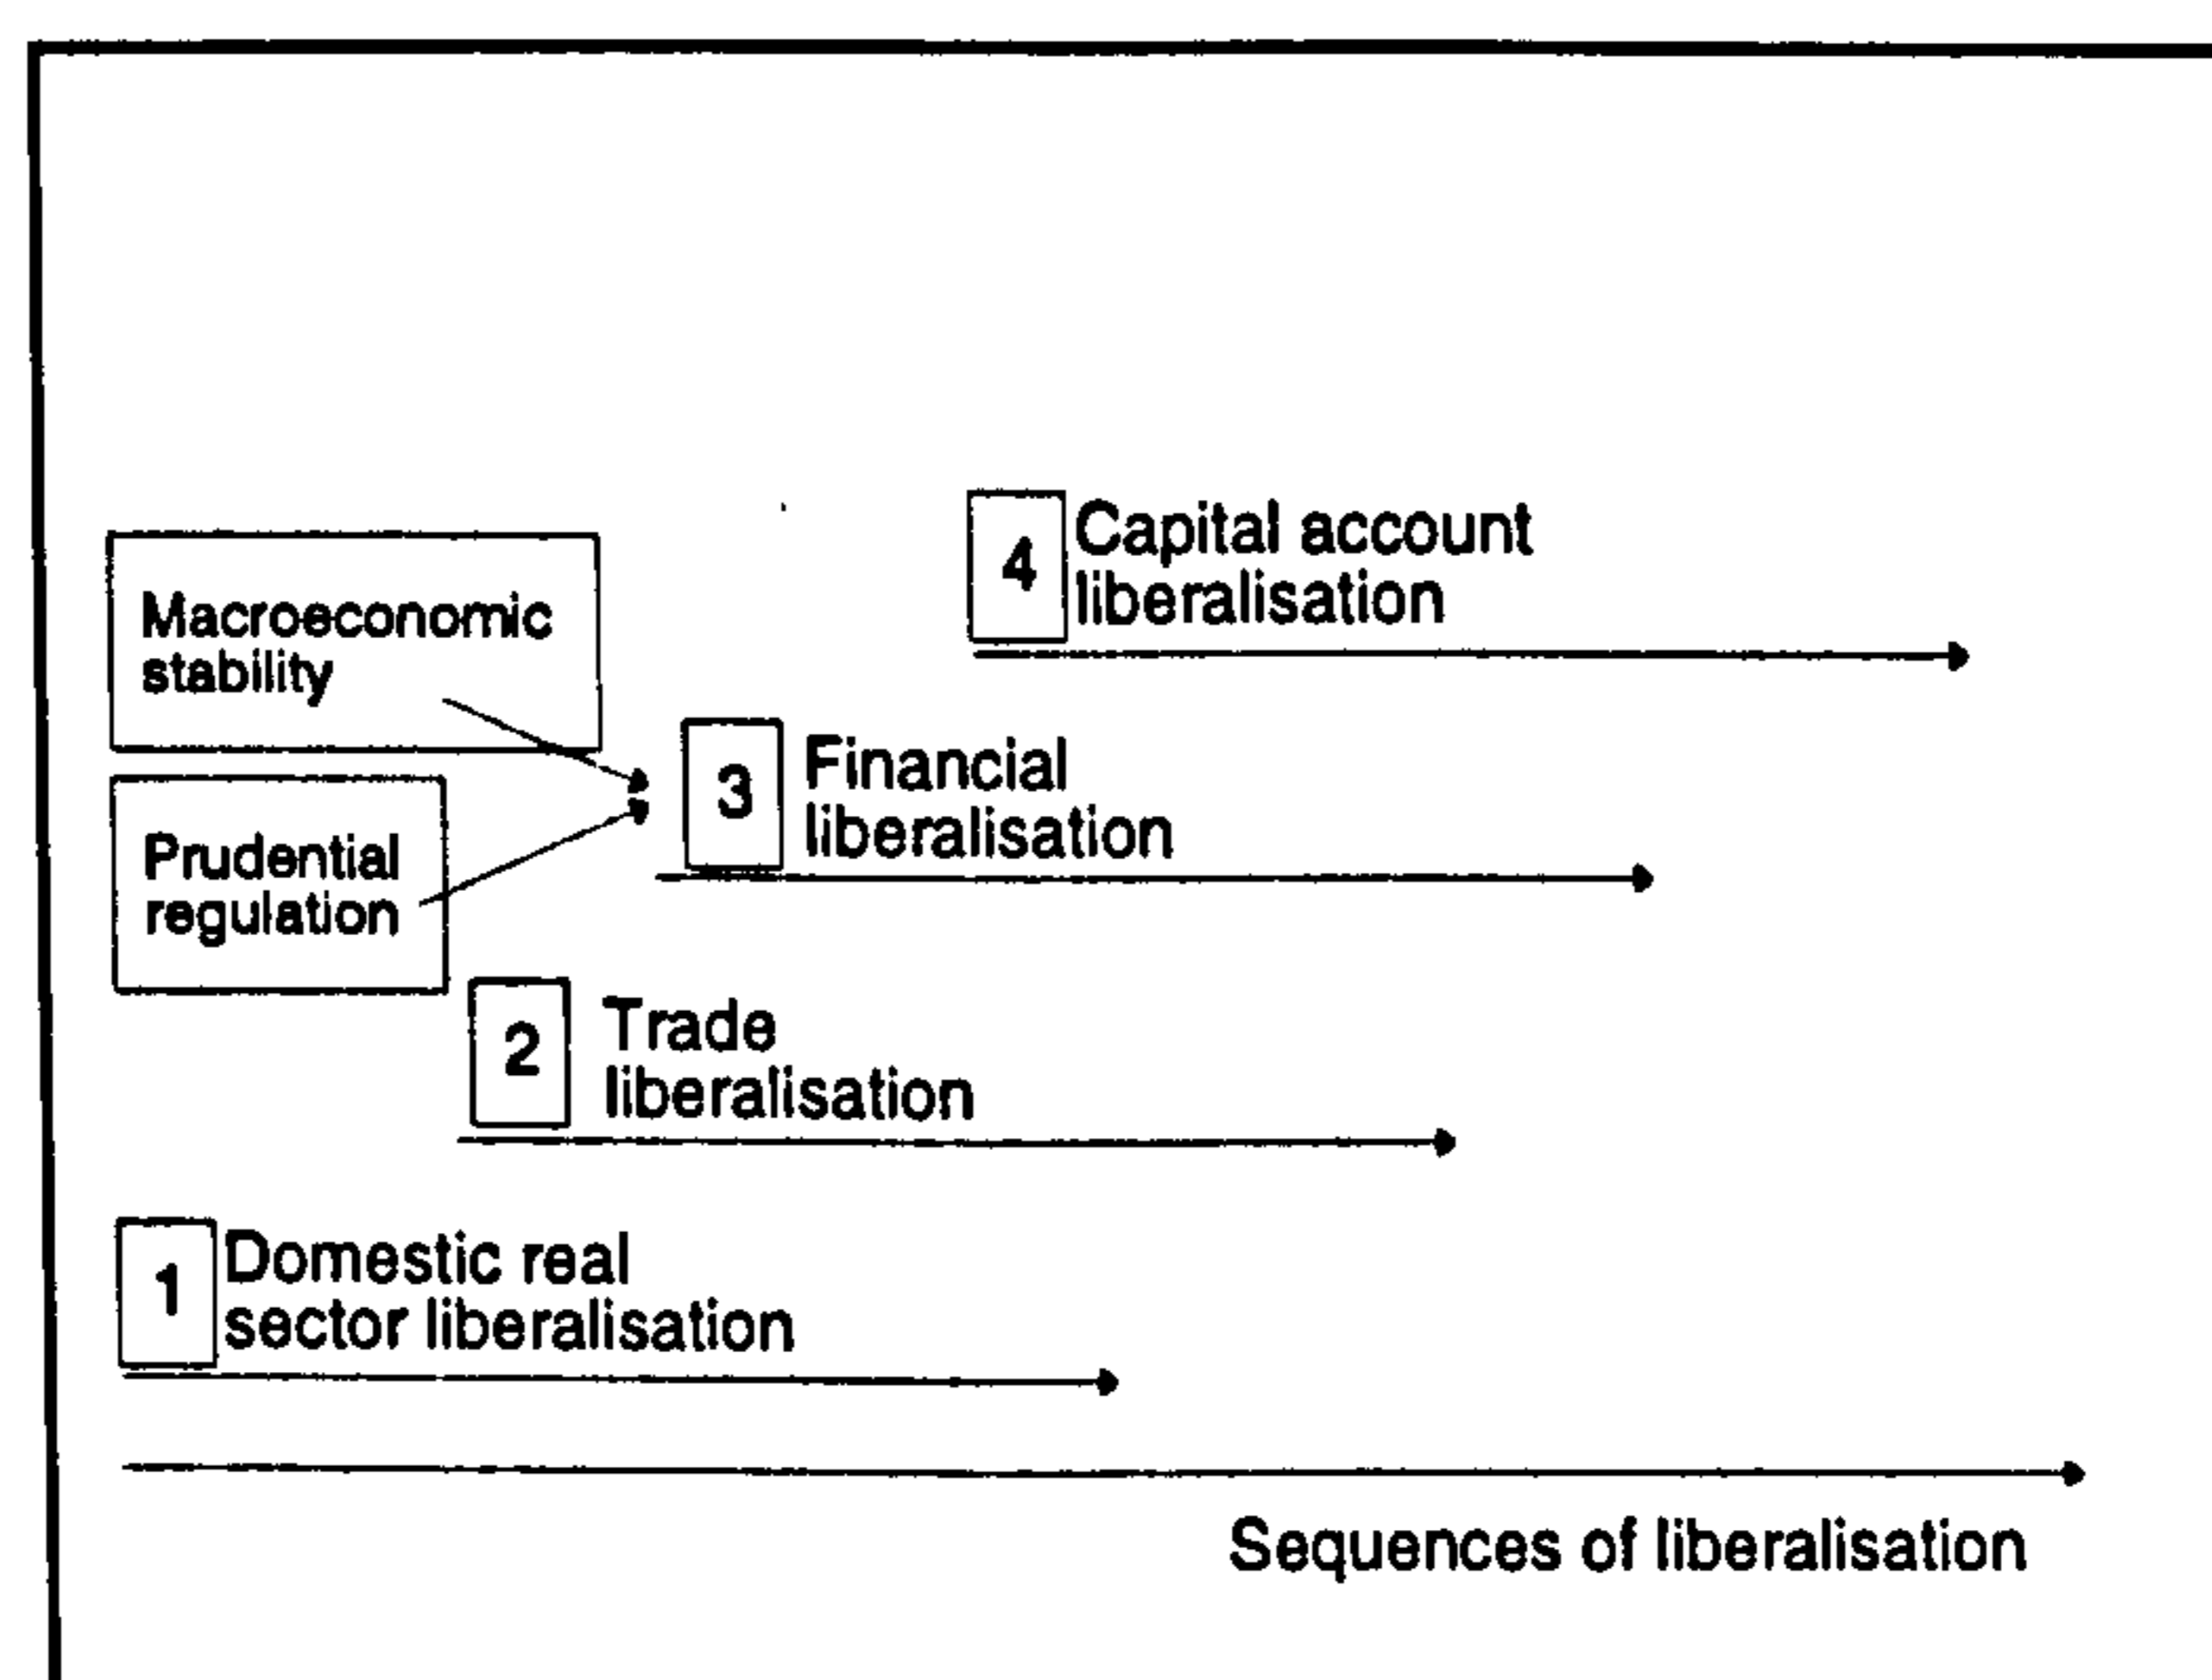 4
Capital account
liberalisation
Macroeconomic
stability
3
Financial
liberalisation
Prudential
regulation
2
Trade
liberalisation
1
Domestic real
sector liberalisation
Sequences of liberalisation